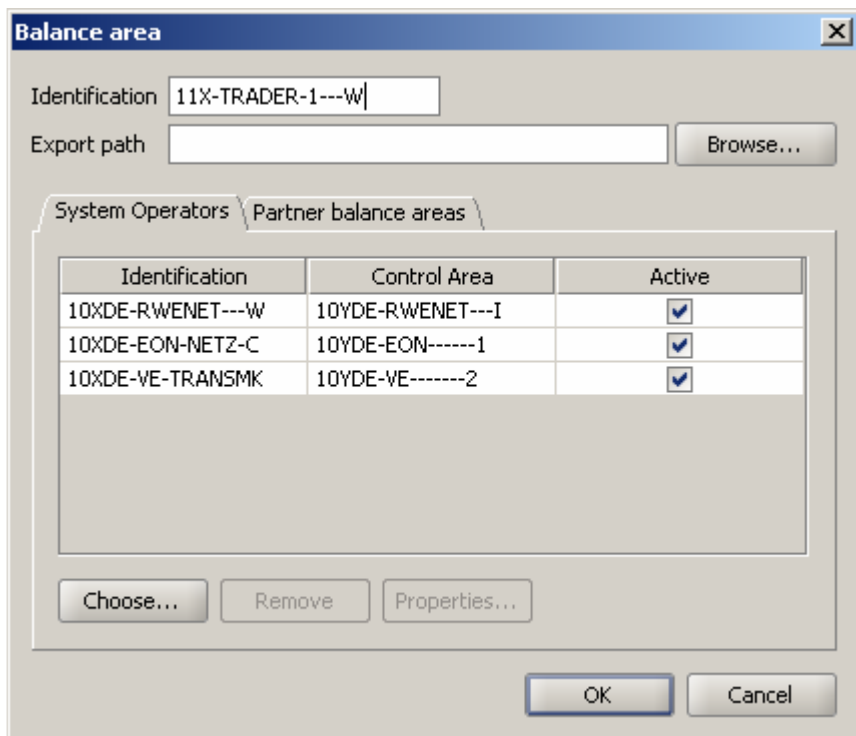 Balance area
Identification 11X-TRADER-1---W
Export path Browse...
System Operators Partner balance areas
Identification Control Area Active
10XDE-RWENET---W 10YDE-RWENET---I
10XDE-EON-NETZ-C 10YDE-EON------1
10XDE-VE-TRANSMK 10YDE-VE-------2
Choose... Remove Properties...
OK Cancel